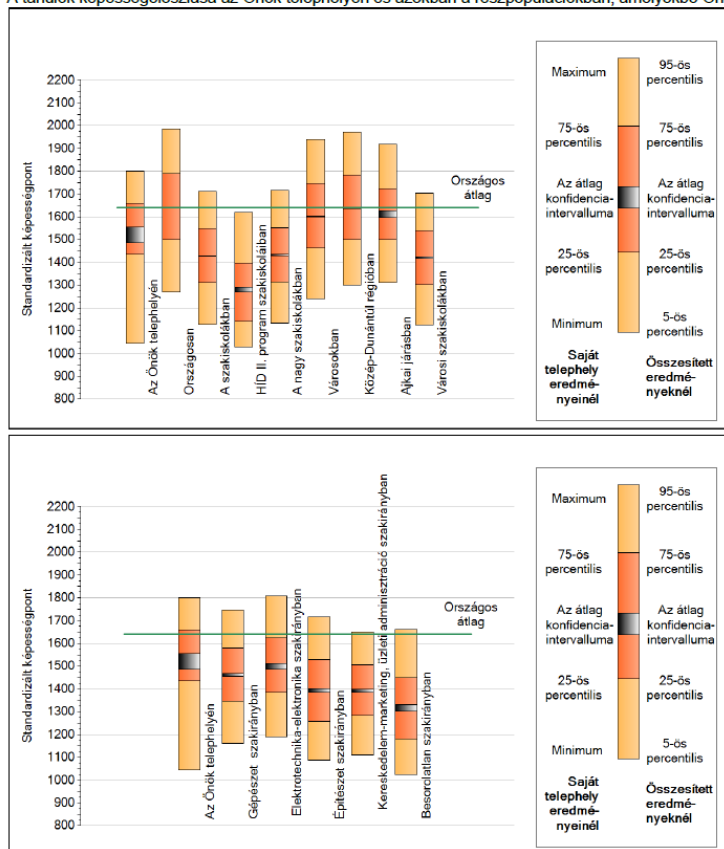 2200
2100
2000
1900
1800
1700
1600
1500
1400
1300
1200
1100
1000
900
800
Standardizált képességpont
Országos
átlag
Az Önök telephelyén
Országosan
A szakiskolákban
HÍD II. program szakiskoláiban
A nagy szakiskolákban
Városokban
Közép-Dunántúl régióban
Ajkai járásban
Városi szakiskolákban
Maximum
95-ös
percentilis
75-ös
percentilis
75-ös
percentilis
Az átlag
konfidencia-
intervalluma
Az átlag
konfidencia-
intervalluma
25-ös
percentilis
25-ös
percentilis
Minimum
5-ös
percentilis
Saját
telephely
eredmé-
nyeinél
Összesített
eredmé-
nyeknél
2200
2100
2000
1900
1800
1700
1600
1500
1400
1300
1200
1100
1000
900
800
Standardizált képességpont
Országos
átlag
Az Önök telephelyén
Gépészet szakirányban
Elektrotechnika-elektronika szakirányban
Építészet szakirányban
Kereskedelem-marketing, üzleti adminisztráció szakirányban
Besorolatlan szakirányban
Maximum
95-ös
percentilis
75-ös
percentilis
75-ös
percentilis
Az átlag
konfidencia-
intervalluma
Az átlag
konfidencia-
intervalluma
25-ös
percentilis
25-ös
percentilis
Minimum
5-ös
percentilis
Saját
telephely
eredmé-
nyeinél
Összesített
eredmé-
nyeknél